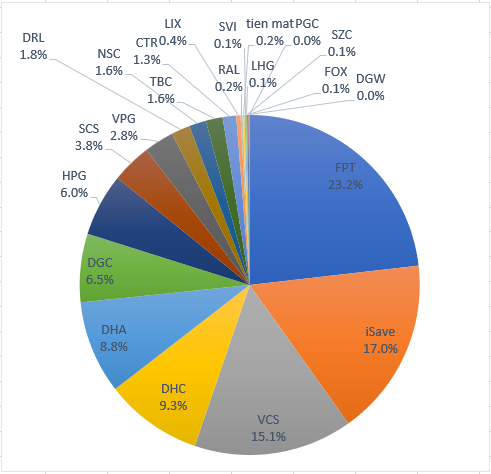 FPT
23.2%
iSave
17.0%
VCS
15.1%
DHC
9.3%
DHA
8.8%
DGC
6.5%
HPG
6.0%
SCS
3.8%
VPG
2.8%
DRL
1.8%
NSC
1.6%
TBC
1.6%
CTR
1.3%
LIX
0.4%
RAL
0.2%
SVI
0.1%
tien mat
0.2%
LHG
0.1%
PGC
0.0%
SZC
0.1%
FOX
0.1%
DGW
0.0%